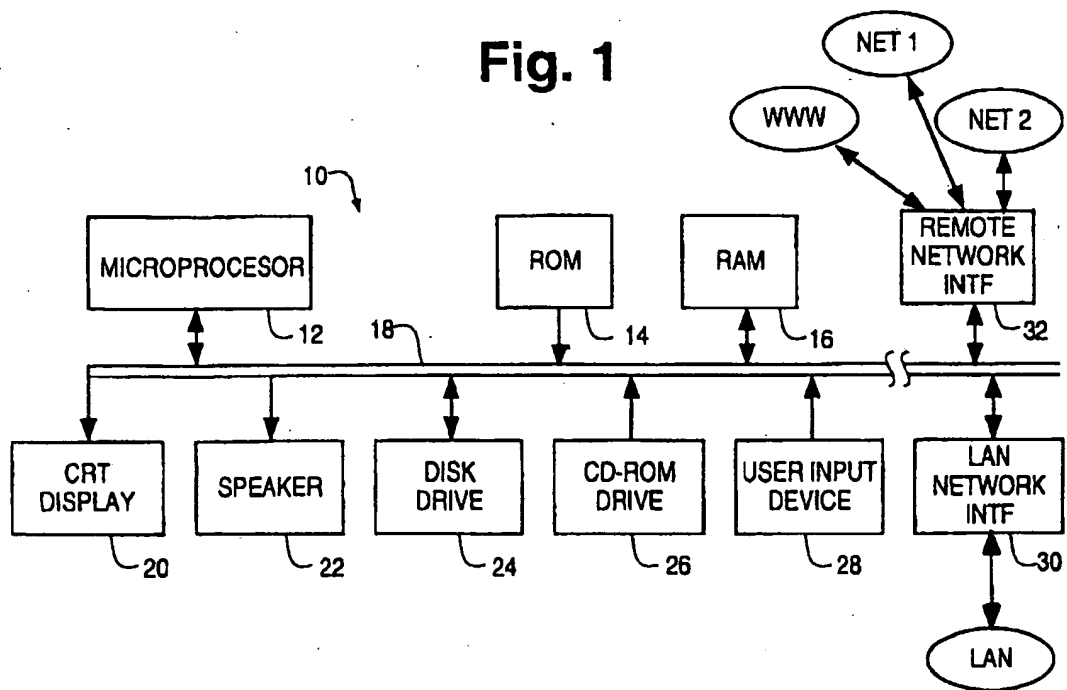 Fig. 1
NET 1
WWW
NET 2
10
MICROPROCESOR
ROM
RAM
REMOTE
NETWORK
INTF
12
18
14
16
32
CRT
DISPLAY
SPEAKER
DISK
DRIVE
CD-ROM
DRIVE
USER INPUT
DEVICE
LAN
NETWORK
INTF
20
22
24
26
28
30
LAN